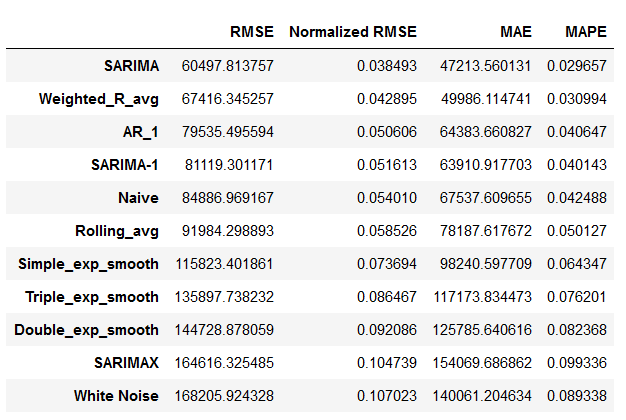 RMSE Normalized RMSE MAE MAPE
SARIMA 60497.813757 0.038493 47213.560131 0.029657
Weighted_R_avg 67416.345257 0.042895 49986.114741 0.030994
AR_1 79535.495594 0.050606 64383.660827 0.040647
SARIMA-1 81119.301171 0.051613 63910.917703 0.040143
Naive 84886.969167 0.054010 67537.609655 0.042488
Rolling_avg 91984.298893 0.058526 78187.617672 0.050127
Simple_exp_smooth 115823.401861 0.073694 98240.597709 0.064347
Triple_exp_smooth 135897.738232 0.086467 117173.834473 0.076201
Double_exp_smooth 144728.878059 0.092086 125785.640616 0.082368
SARIMAX 164616.325485 0.104739 154069.686862 0.099336
White Noise 168205.924328 0.107023 140061.204634 0.089338